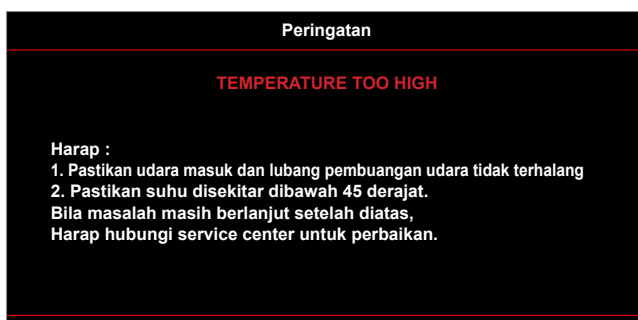 Peringatan
TEMPERATURE TOO HIGH
Harap :
1. Pastikan udara masuk dan lubang pembuangan udara tidak terhalang
2. Pastikan suhu disekitar dibawah 45 derajat.
Bila masalah masih berlanjut setelah diatas,
Harap hubungi service center untuk perbaikan.